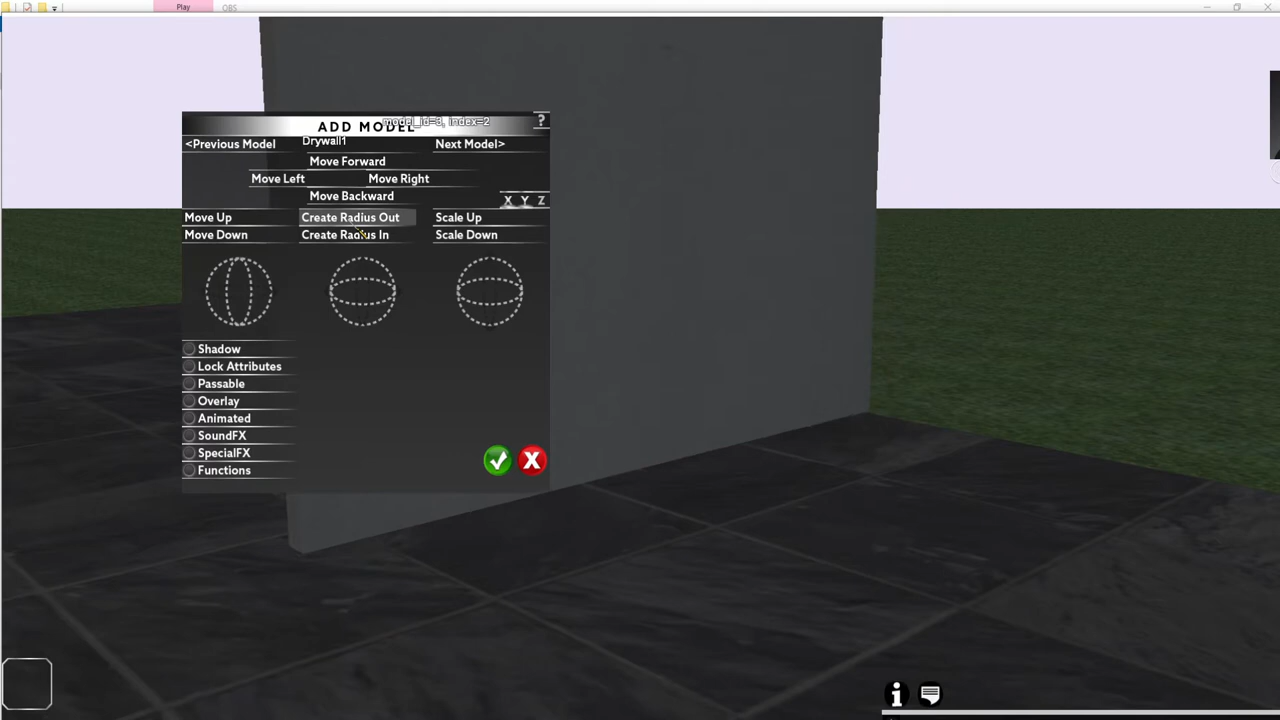 Play
OBS
ADD MODEL
model_id=3, index=2
?
<Previous Model
Drywall1
Next Model>
Move Forward
Move Left
Move Right
Move Backward
X Y Z
Move Up
Create Radius Out
Scale Up
Move Down
Create Radius In
Scale Down
Shadow
Lock Attributes
Passable
Overlay
Animated
SoundFX
SpecialFX
Functions